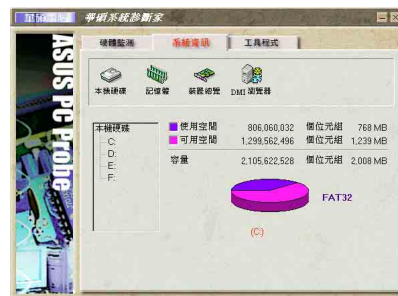 華碩系統診斷家
ASUS PC Probe
硬體監測
系統資訊
工具程式
本機硬碟
記憶體
裝置總覽
DMI 瀏覽器
本機硬碟
C:
D:
E:
F:
使用空間 806,060,032 個位元組 768 MB
可用空間 1,299,562,496 個位元組 1,239 MB
容量 2,105,622,528 個位元組 2,008 MB
FAT32
(C:)